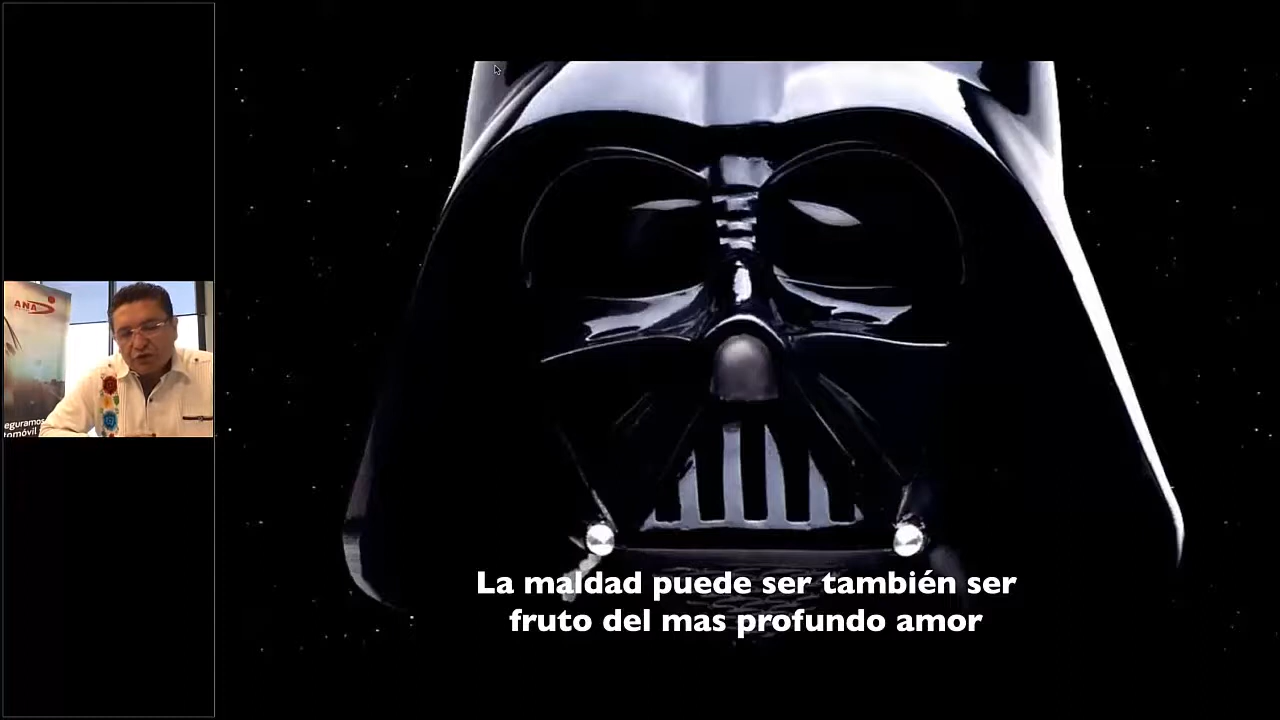 ANA
eguramos
tomóvil
La maldad puede ser también ser
fruto del mas profundo amor